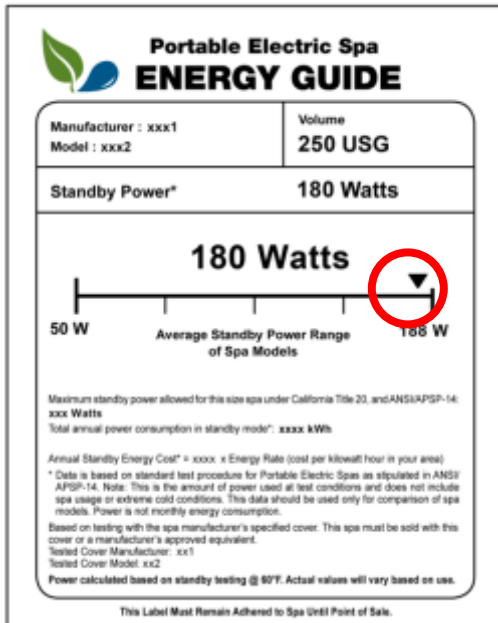 Portable Electric Spa
ENERGY GUIDE
Manufacturer : xxx1
Model : xxx2
Volume
250 USG
Standby Power*
180 Watts
180 Watts
50 W
188 W
Average Standby Power Range
of Spa Models
Maximum standby power allowed for this size spa under California Title 20, and ANSI/APSP-14:
xxx Watts
Total annual power consumption in standby mode*: xxxx kWh
Annual Standby Energy Cost* = xxxx x Energy Rate (cost per kilowatt hour in your area)
* Data is based on standard test procedure for Portable Electric Spas as stipulated in ANSI/
APSP-14. Note: This is the amount of power used at test conditions and does not include
spa usage or extreme cold conditions. This data should be used only for comparison of spa
models. Power is not monthly energy consumption.
Based on testing with the spa manufacturer's specified cover. This spa must be sold with this
cover or a manufacturer's approved equivalent.
Tested Cover Manufacturer: xx1
Tested Cover Model: xx2
Power calculated based on standby testing @ 60°F. Actual values will vary based on use.
This Label Must Remain Adhered to Spa Until Point of Sale.